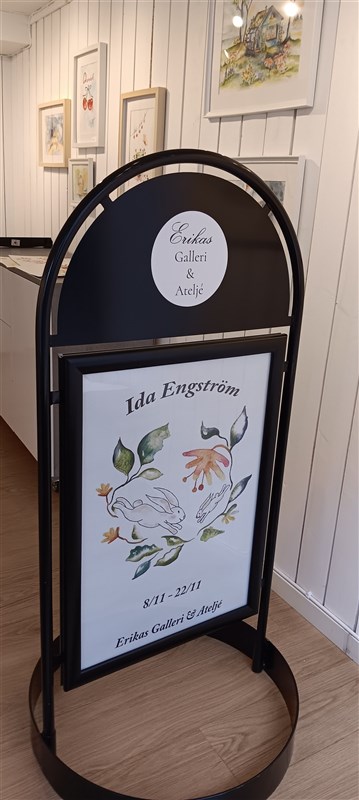 Erikas
Galleri
&
Ateljé
Ida Engström
8/11 - 22/11
Erikas Galleri & Ateljé